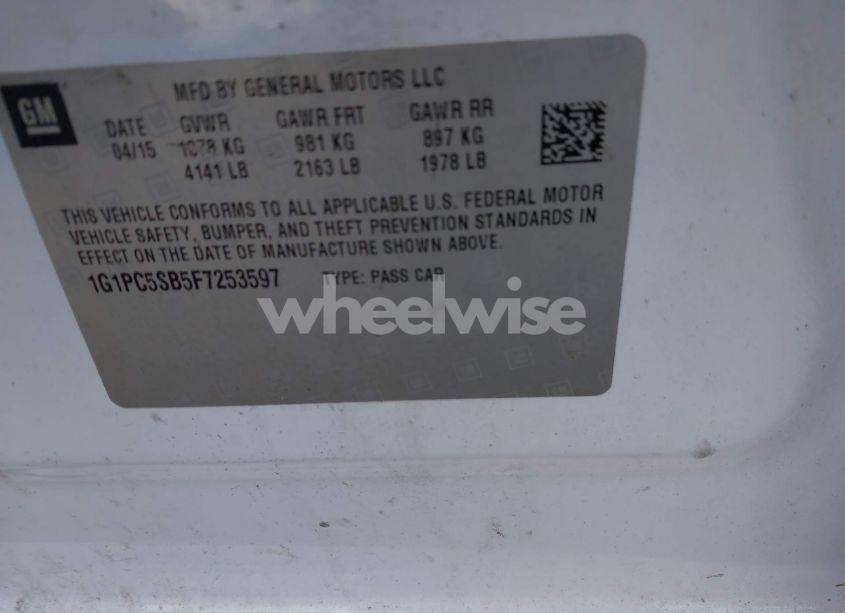 GM
MFD BY GENERAL MOTORS LLC
DATE GVWR GAWR FRT GAWR RR
04/15 1878 KG 981 KG 897 KG
4141 LB 2163 LB 1978 LB
THIS VEHICLE CONFORMS TO ALL APPLICABLE U.S. FEDERAL MOTOR
VEHICLE SAFETY, BUMPER, AND THEFT PREVENTION STANDARDS IN
EFFECT ON THE DATE OF MANUFACTURE SHOWN ABOVE.
1G1PC5SB5F7253597 TYPE: PASS CAR
wheelwise